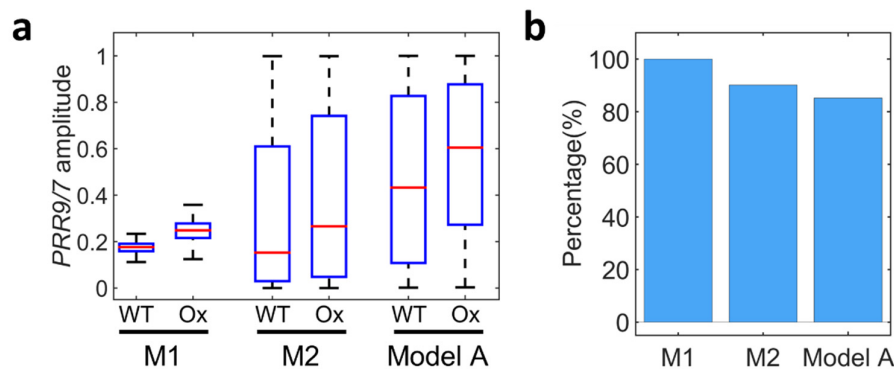 a
PRR9/7 amplitude
1
0.8
0.6
0.4
0.2
0
WT Ox WT Ox WT Ox
M1 M2 Model A
b
Percentage(%)
100
80
60
40
20
0
M1 M2 Model A